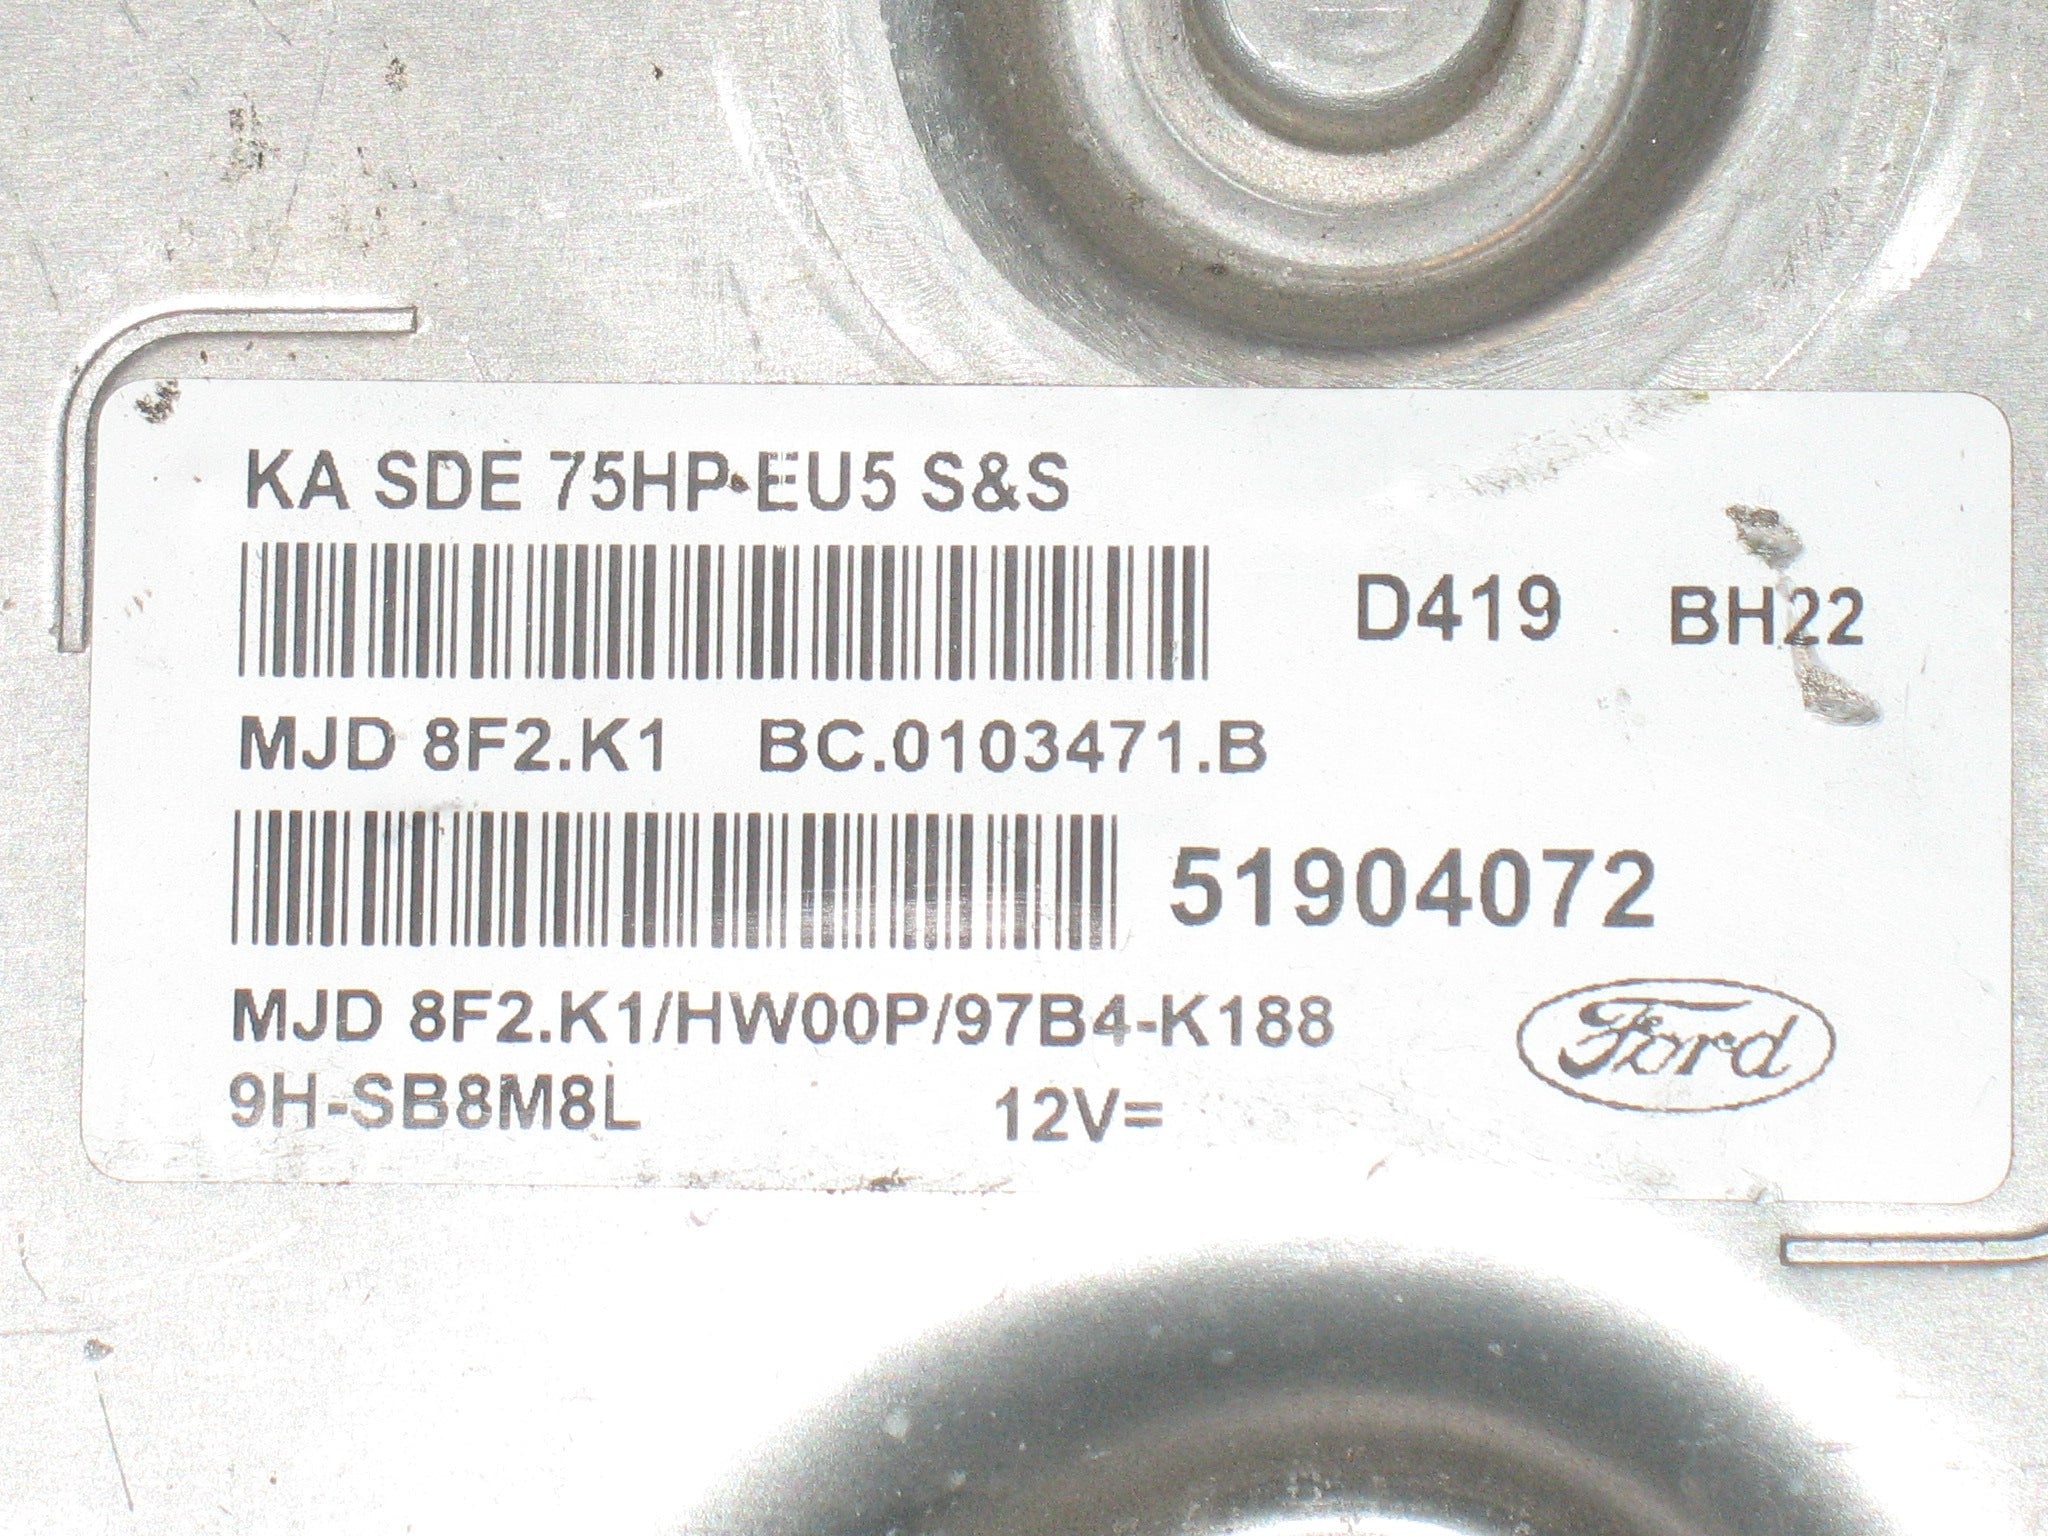 KA SDE 75HP EU5 S&S
D419 BH22
MJD 8F2.K1 BC.0103471.B
51904072
MJD 8F2.K1/HW00P/97B4-K188
9H-SB8M8L 12V=
Ford